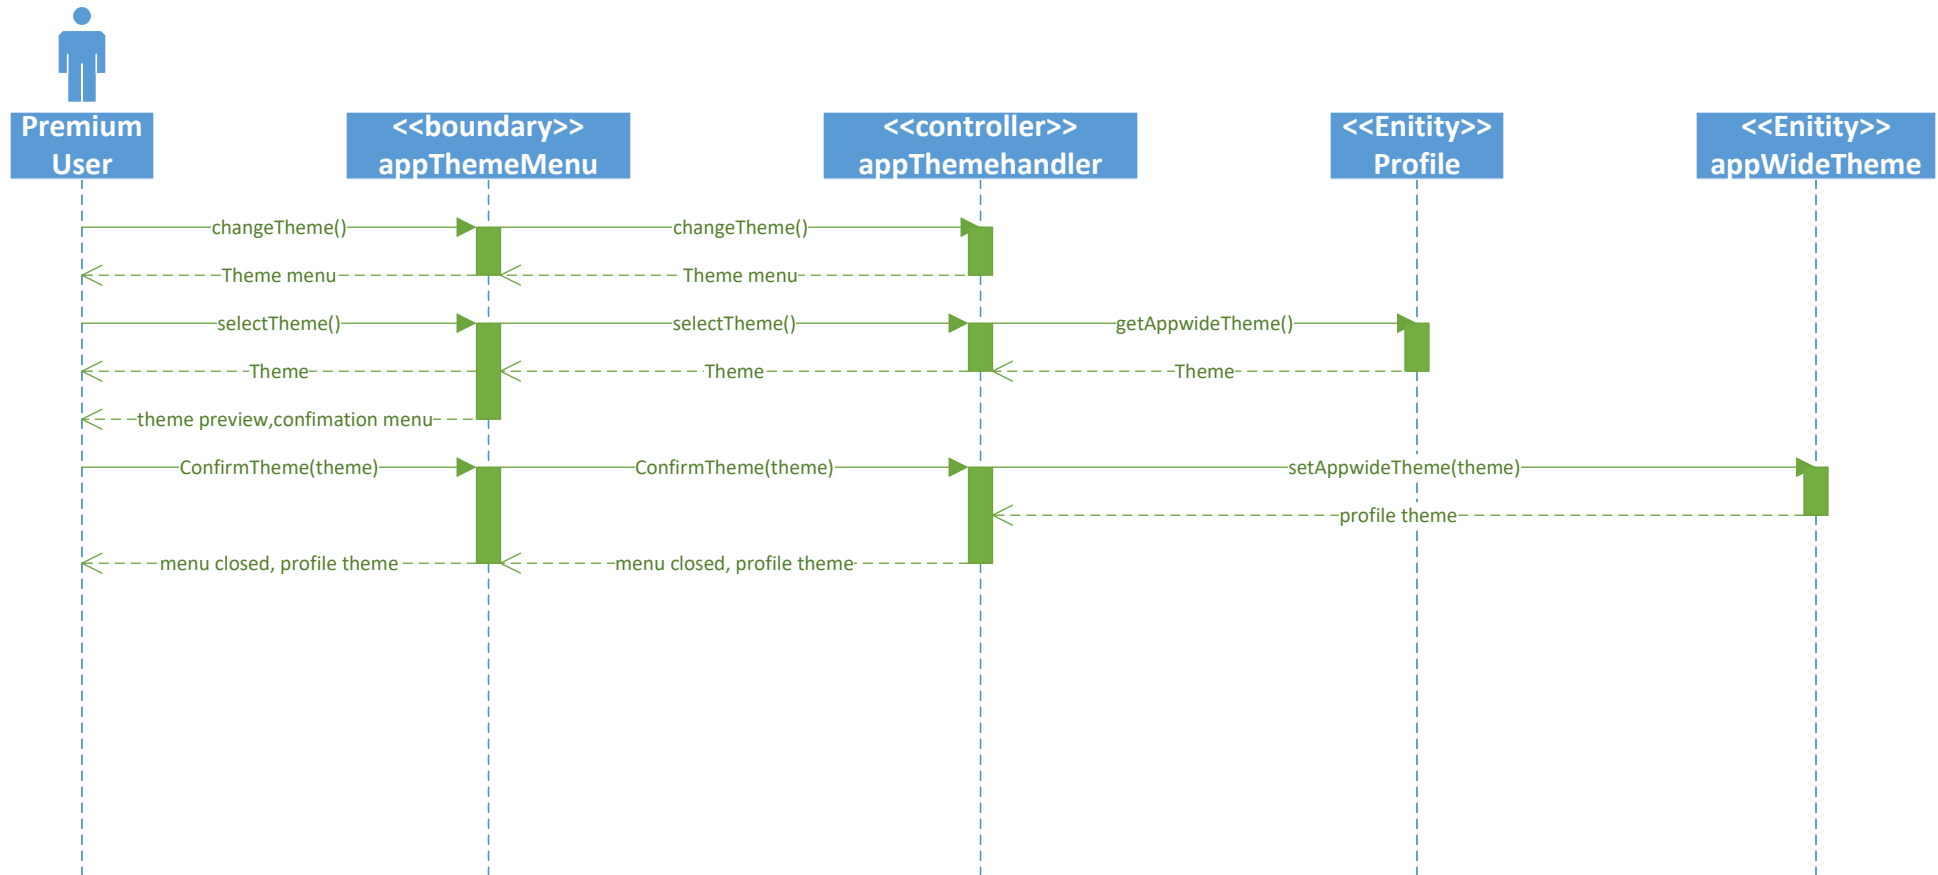 Premium
User
<<boundary>>
appThemeMenu
<<controller>>
appThemehandler
<<Enitity>>
Profile
<<Enitity>>
appWideTheme
changeTheme()
changeTheme()
Theme menu
Theme menu
selectTheme()
selectTheme()
getAppwideTheme()
Theme
Theme
Theme
theme preview,confimation menu
ConfirmTheme(theme)
ConfirmTheme(theme)
setAppwideTheme(theme)
profile theme
menu closed, profile theme
menu closed, profile theme